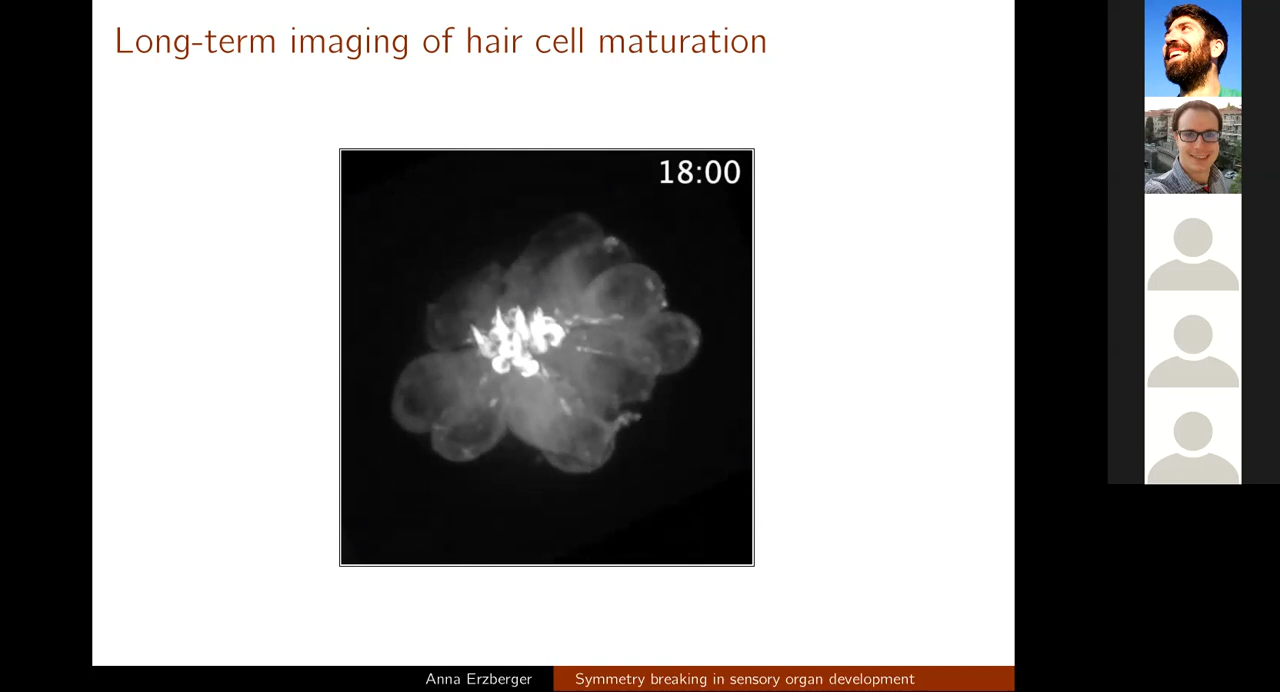 Long-term imaging of hair cell maturation
18:00
Anna Erzberger
Symmetry breaking in sensory organ development